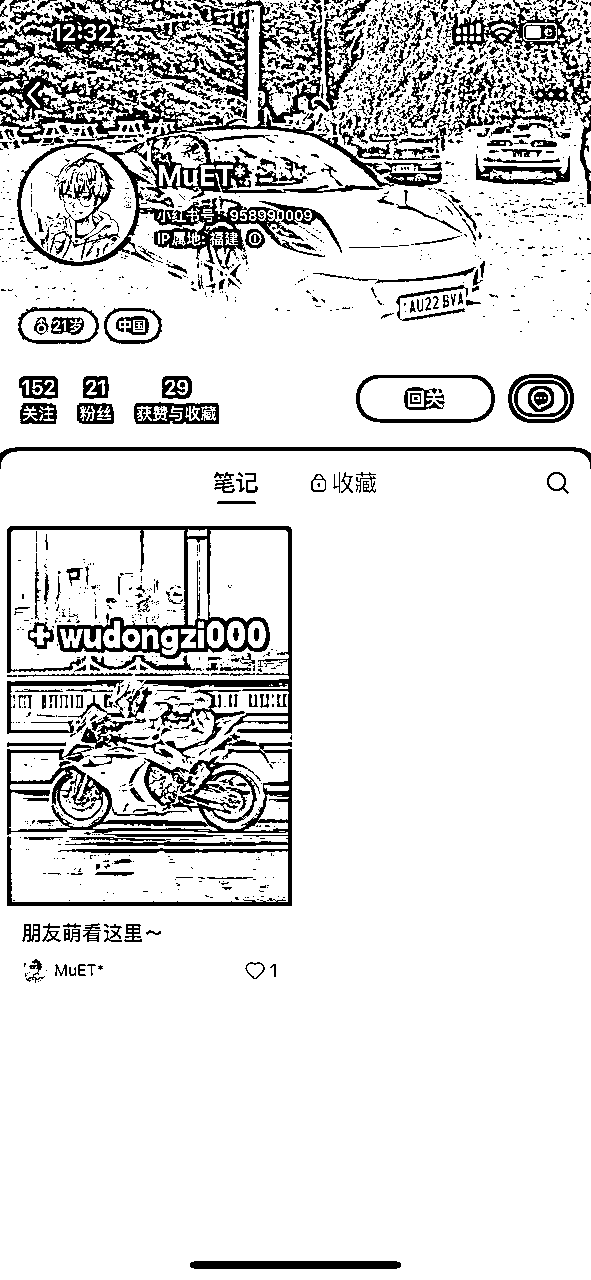 12:32
MuET*
小红书号：958990009
IP属地：福建
21岁
中国
152
21
29
关注
粉丝
获赞与收藏
回关
笔记
收藏
+ wudongzi000
朋友萌看这里～
MuET*
1
AU22 BVA